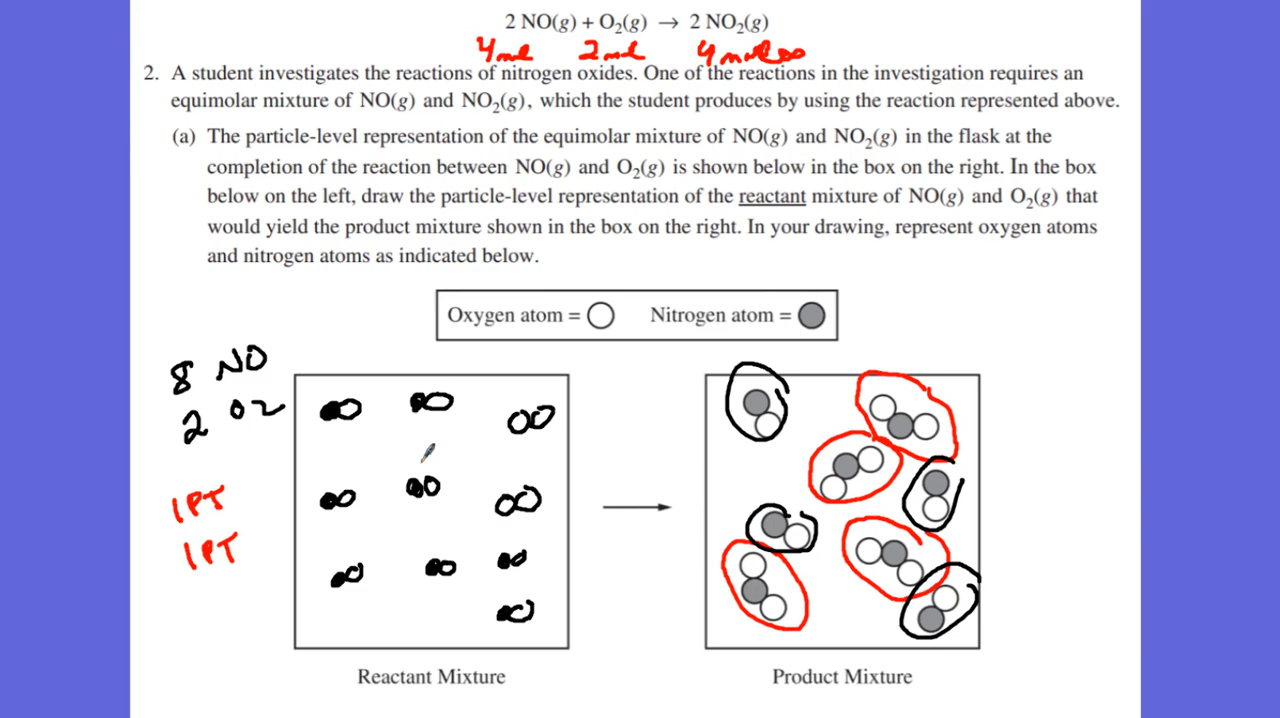 2 NO(g) + O₂(g) → 2 NO₂(g)
4 mol 2 mol 4 moles
2. A student investigates the reactions of nitrogen oxides. One of the reactions in the investigation requires an
equimolar mixture of NO(g) and NO₂(g), which the student produces by using the reaction represented above.
(a) The particle-level representation of the equimolar mixture of NO(g) and NO₂(g) in the flask at the
completion of the reaction between NO(g) and O₂(g) is shown below in the box on the right. In the box
below on the left, draw the particle-level representation of the reactant mixture of NO(g) and O₂(g) that
would yield the product mixture shown in the box on the right. In your drawing, represent oxygen atoms
and nitrogen atoms as indicated below.
Oxygen atom = Nitrogen atom =
8 NO
2 O2
1PT
1PT
Reactant Mixture Product Mixture